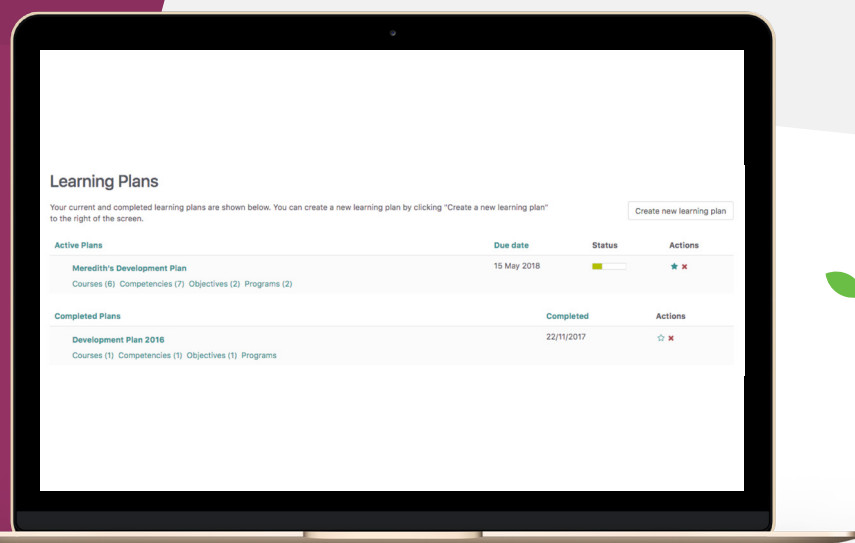 Learning Plans
Your current and completed learning plans are shown below. You can create a new learning plan by clicking "Create a new learning plan"
to the right of the screen.
Create new learning plan
Active Plans Due date Status Actions
Meredith's Development Plan 15 May 2018
Courses (6) Competencies (7) Objectives (2) Programs (2)
Completed Plans Completed Actions
Development Plan 2016 22/11/2017
Courses (1) Competencies (1) Objectives (1) Programs